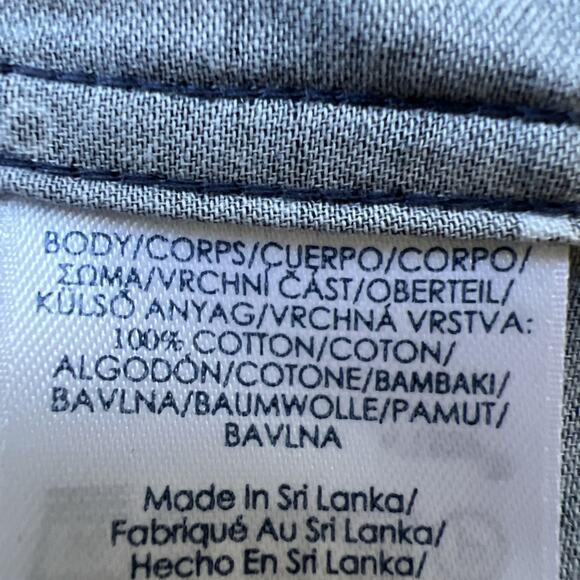 BODY/CORPS/CUERPO/CORPO/
ΣΩΜΑ/VRCHNÍ ČÁST/OBERTEIL/
KÜLSŐ ANYAG/VRCHNÁ VRSTVA:
100% COTTON/COTON/
ALGODÓN/COTONE/BAMBAKI/
BAVLNA/BAUMWOLLE/PAMUT/
BAVLNA
Made In Sri Lanka/
Fabriqué Au Sri Lanka/
Hecho En Sri Lanka/